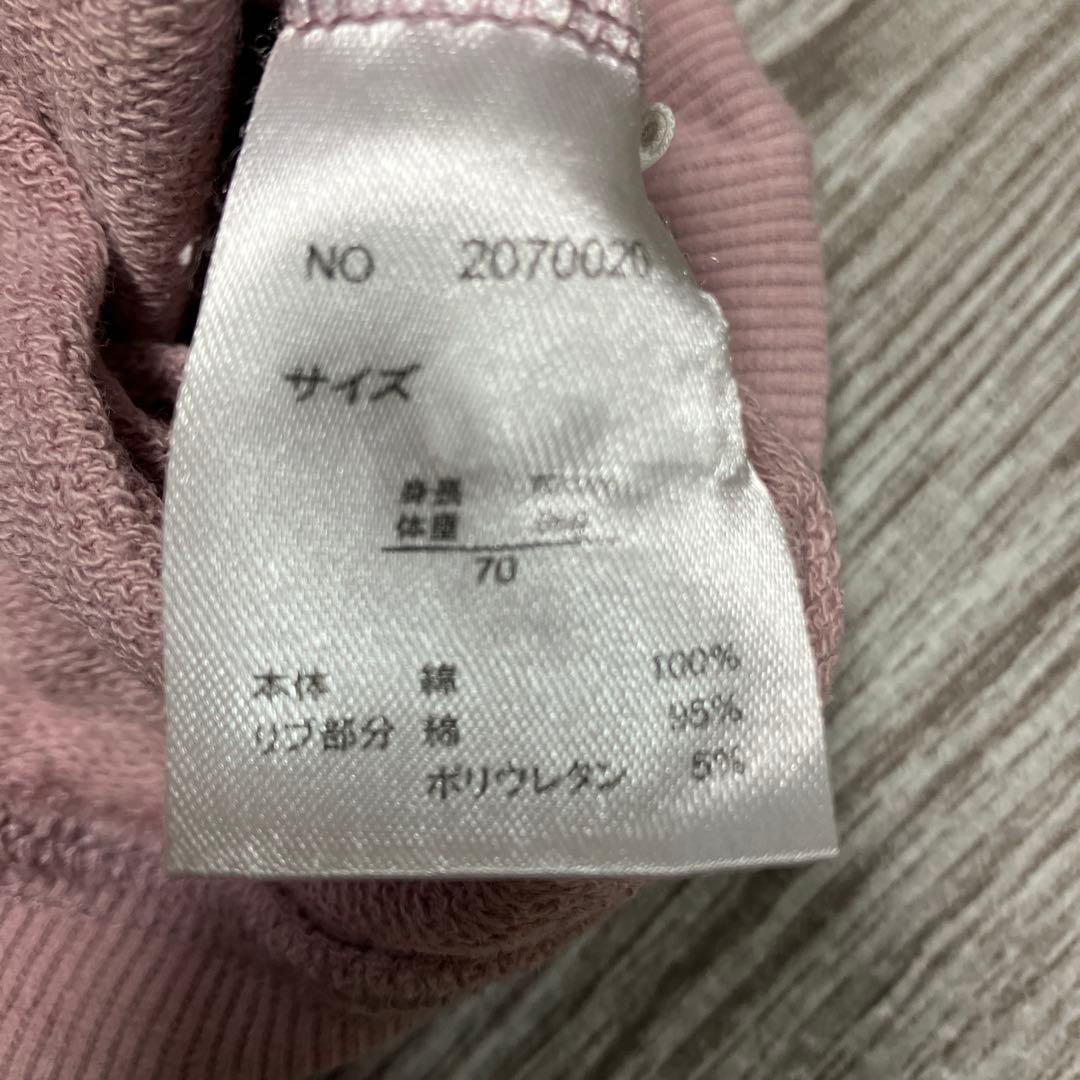 NO 2070020
サイズ
身長
体重
70
本体 綿 100%
リブ部分 綿 95%
ポリウレタン 5%